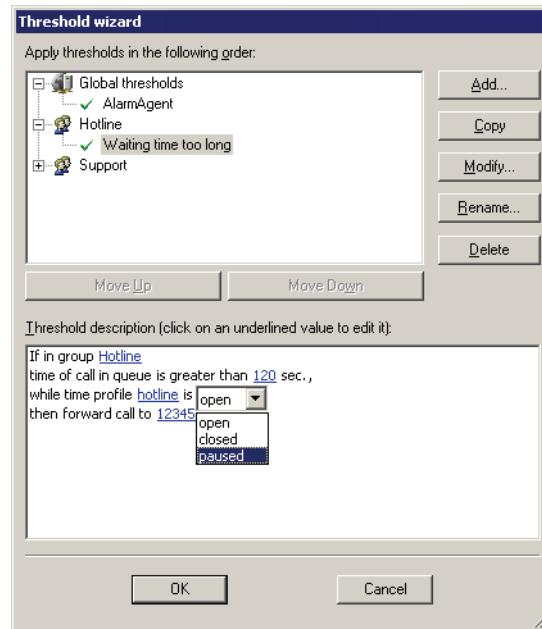 Threshold wizard
Apply thresholds in the following order:
Global thresholds
AlarmAgent
Hotline
Waiting time too long
Support
Add...
Copy
Modify...
Rename...
Delete
Move Up
Move Down
Threshold description (click on an underlined value to edit it):
If in group Hotline
time of call in queue is greater than 120 sec.,
while time profile hotline is open
then forward call to 12345
open
closed
paused
OK
Cancel